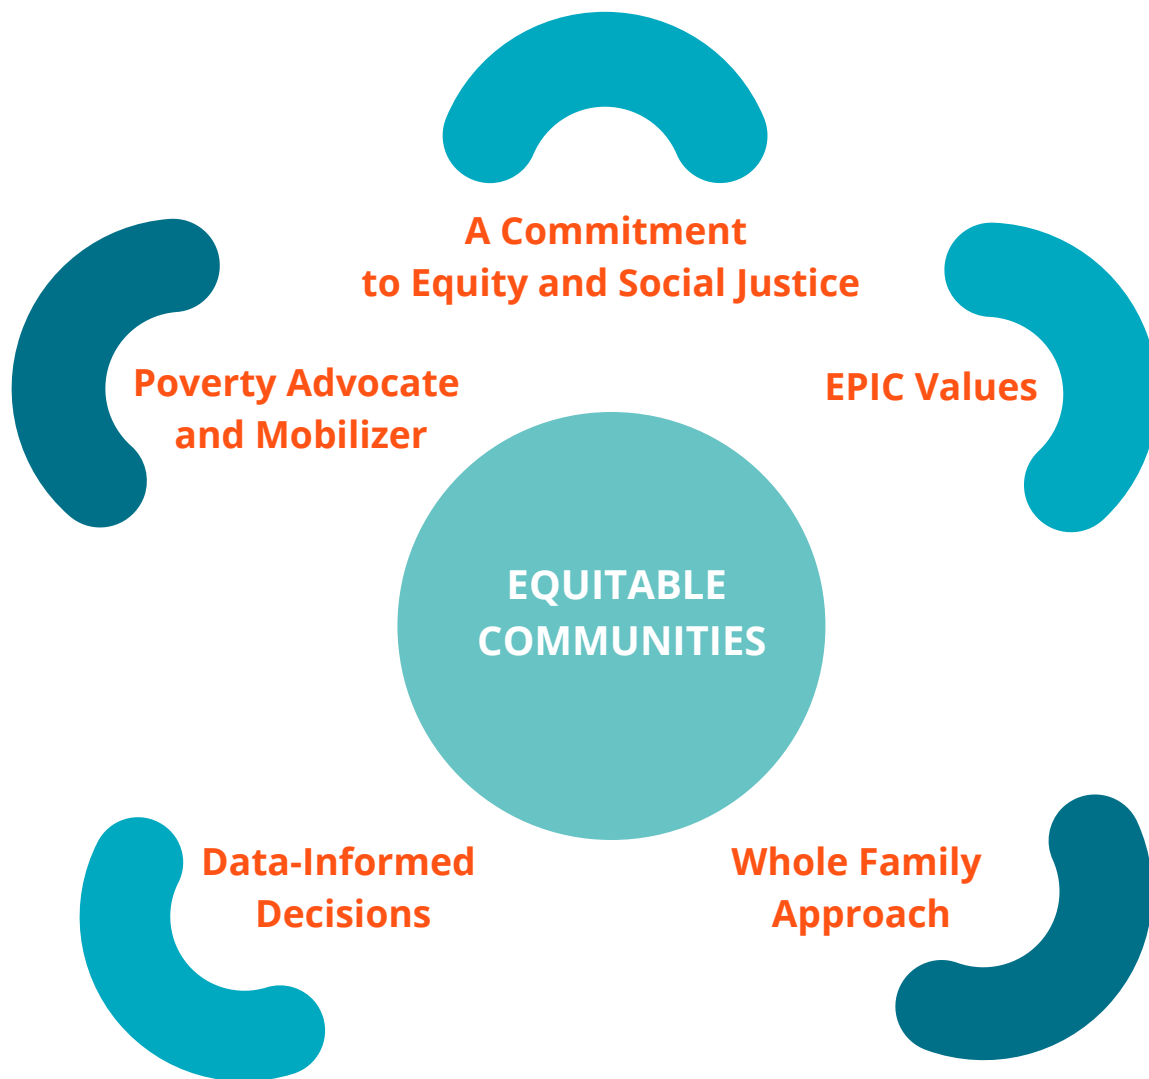 A Commitment
to Equity and Social Justice
Poverty Advocate
and Mobilizer
EPIC Values
EQUITABLE
COMMUNITIES
Data-Informed
Decisions
Whole Family
Approach